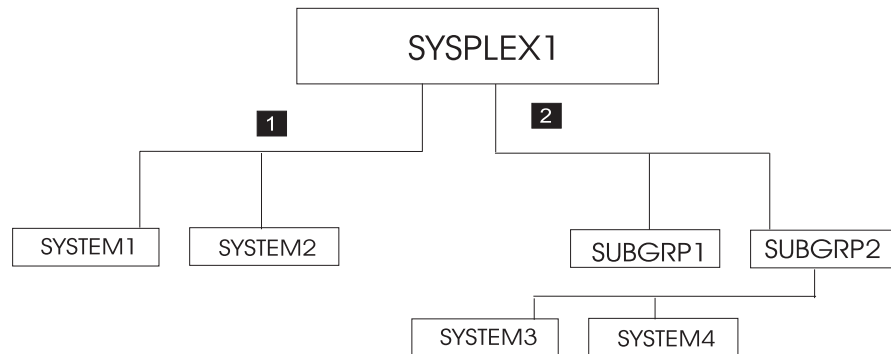 SYSPLEX1
1
2
SYSTEM1
SYSTEM2
SUBGRP1
SUBGRP2
SYSTEM3
SYSTEM4